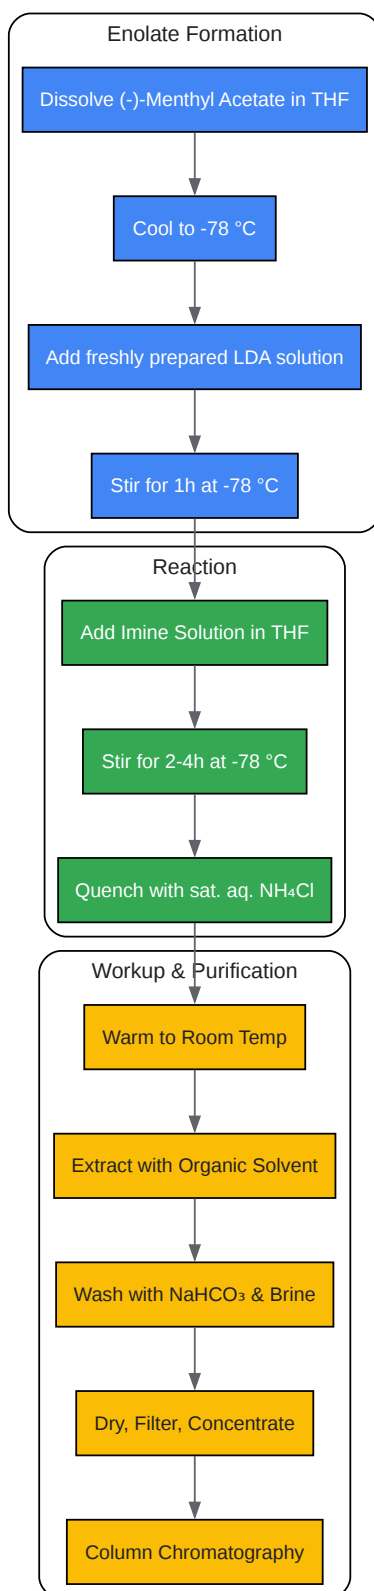 Enolate Formation
Dissolve (-)-Menthyl Acetate in THF
Cool to -78 °C
Add freshly prepared LDA solution
Stir for 1h at -78 °C
Reaction
Add Imine Solution in THF
Stir for 2-4h at -78 °C
Quench with sat. aq. NH₄Cl
Workup & Purification
Warm to Room Temp
Extract with Organic Solvent
Wash with NaHCO₃ & Brine
Dry, Filter, Concentrate
Column Chromatography